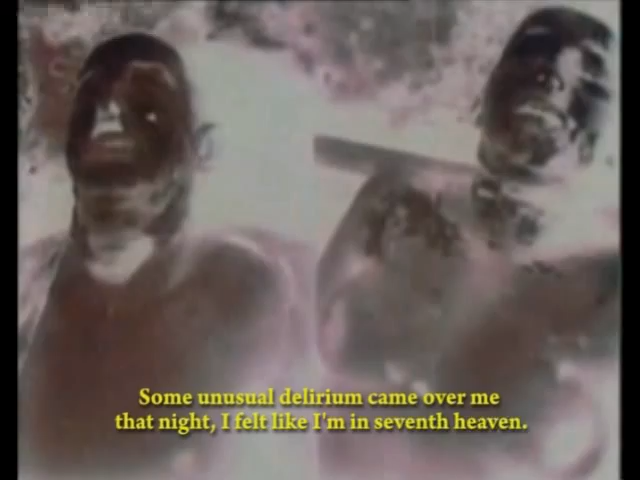 Some unusual delirium came over me
that night, I felt like I'm in seventh heaven.